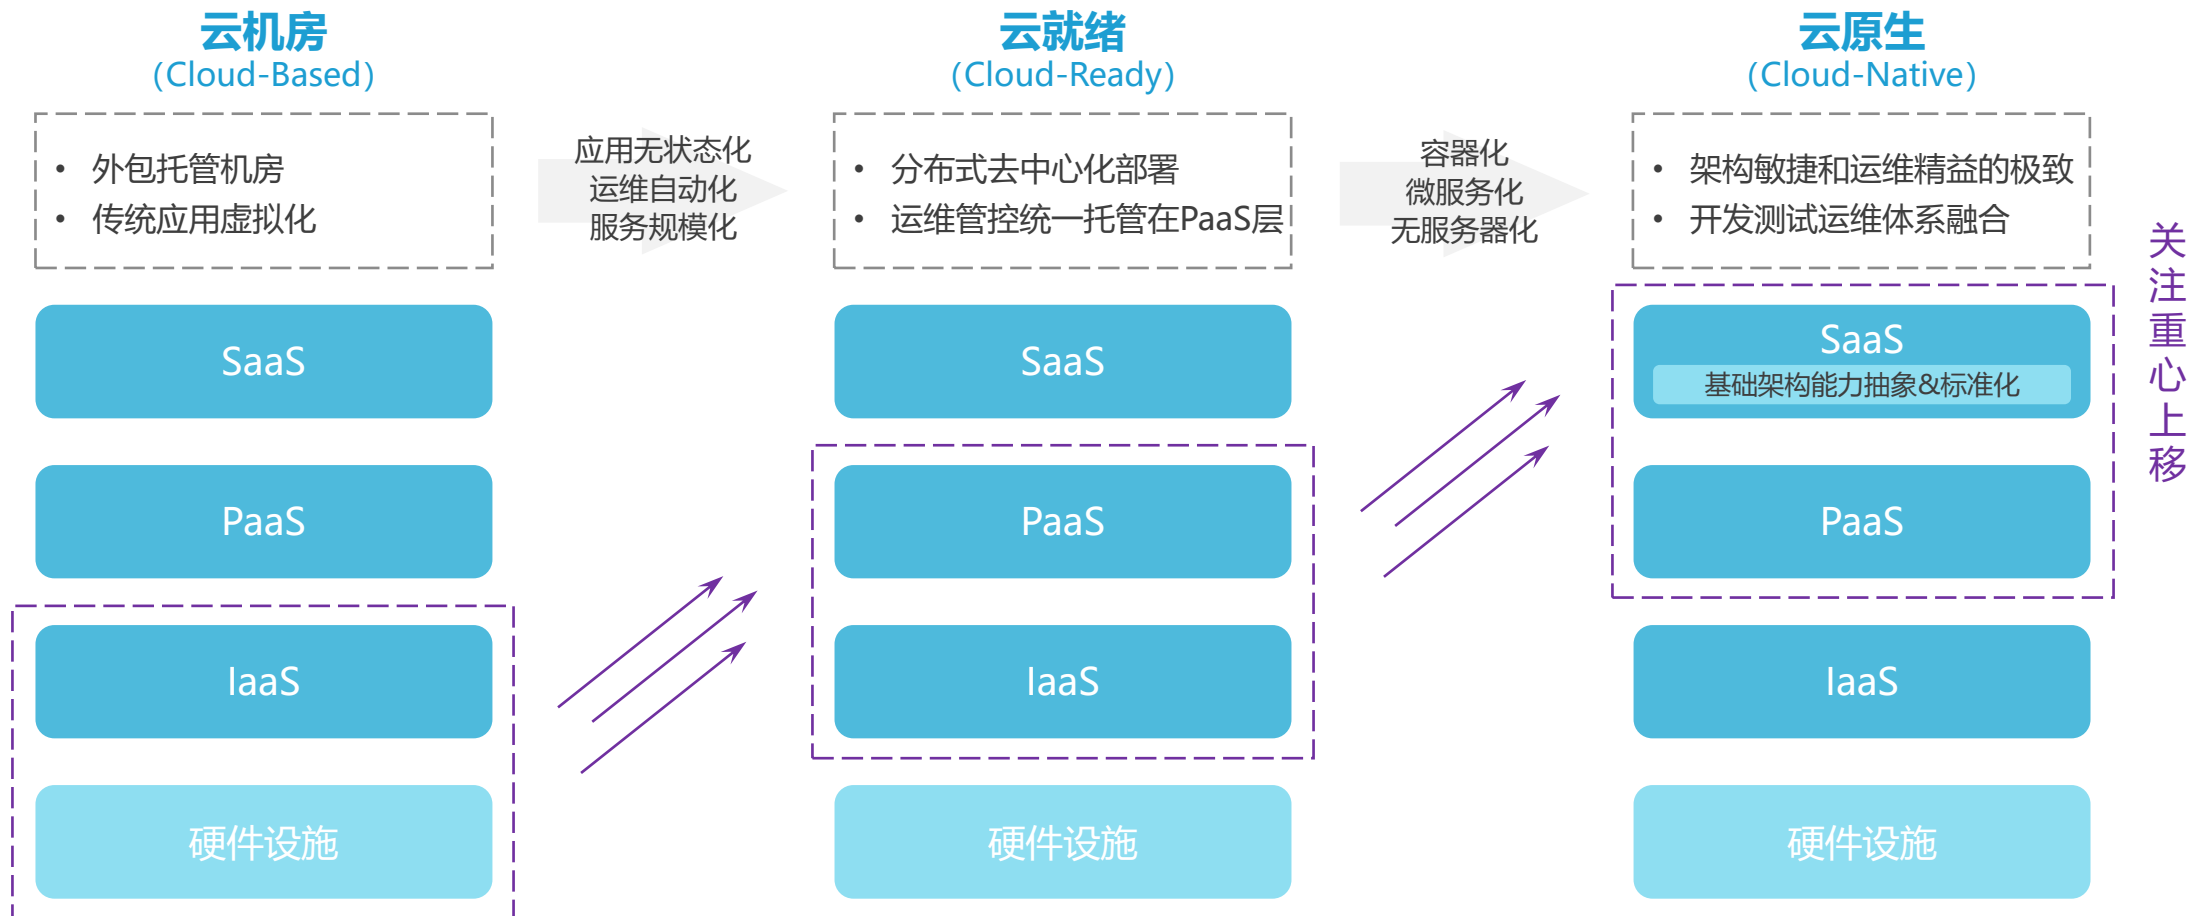 云机房
（Cloud-Based）
• 外包托管机房
• 传统应用虚拟化
SaaS
PaaS
IaaS
硬件设施
应用无状态化
运维自动化
服务规模化
云就绪
（Cloud-Ready）
• 分布式去中心化部署
• 运维管控统一托管在PaaS层
SaaS
PaaS
IaaS
硬件设施
容器化
微服务化
无服务器化
云原生
（Cloud-Native）
• 架构敏捷和运维精益的极致
• 开发测试运维体系融合
SaaS
基础架构能力抽象&标准化
PaaS
IaaS
硬件设施
关注重心上移